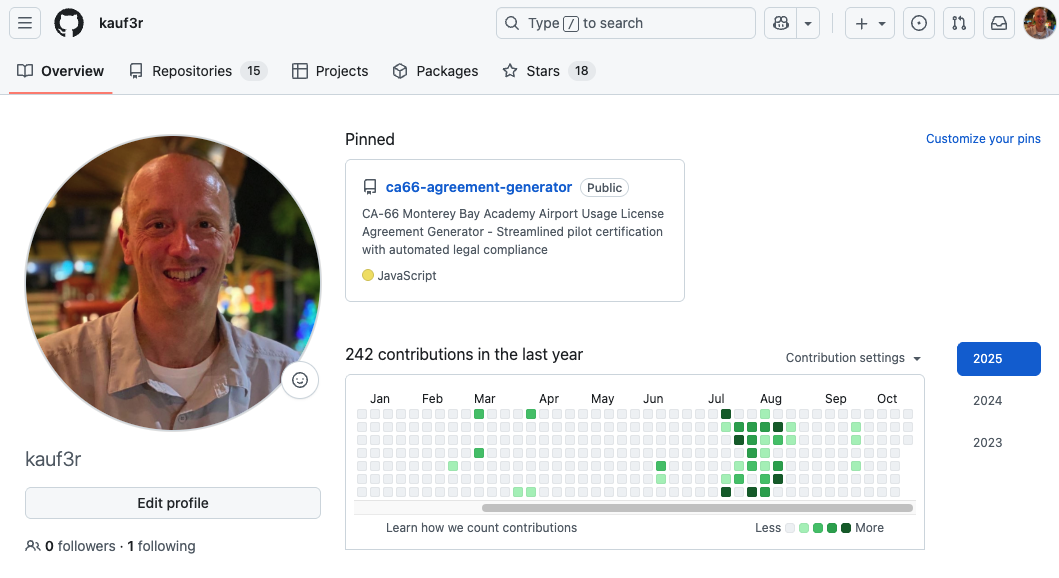 kauf3r
Type / to search
Overview
Repositories 15
Projects
Packages
Stars 18
Pinned
Customize your pins
ca66-agreement-generator Public
CA-66 Monterey Bay Academy Airport Usage License
Agreement Generator - Streamlined pilot certification
with automated legal compliance
JavaScript
kauf3r
Edit profile
0 followers · 1 following
242 contributions in the last year
Contribution settings
2025
2024
2023
Jan Feb Mar Apr May Jun Jul Aug Sep Oct
Learn how we count contributions
Less More